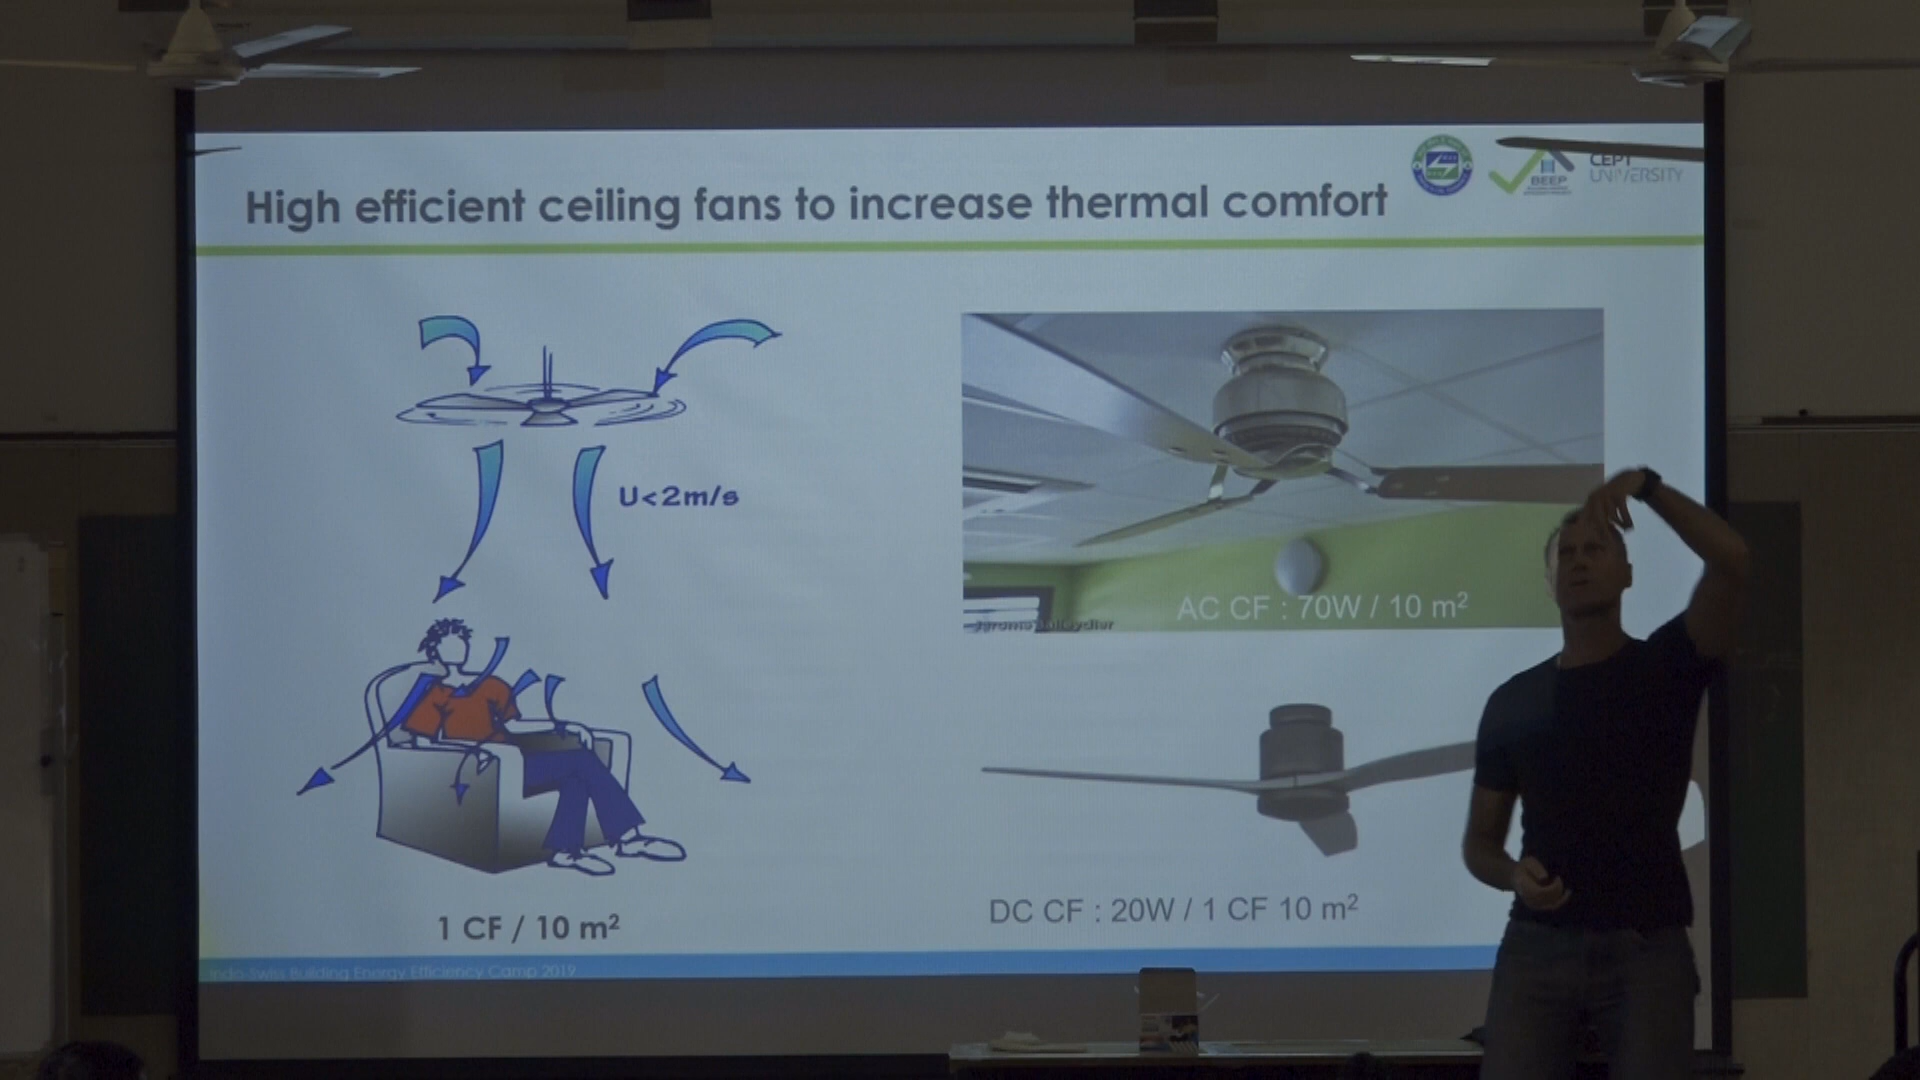 High efficient ceiling fans to increase thermal comfort
BEEP
CEPT
UNIVERSITY
U<2m/s
AC CF : 70W / 10 m²
DC CF : 20W / 1 CF 10 m²
1 CF / 10 m²
Indo-Swiss Building Energy Efficiency Camp 2019